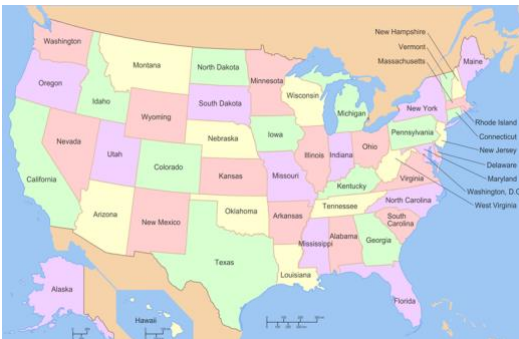 New Hampshire
Vermont
Massachusetts
Washington
Montana
North Dakota
Minnesota
Maine
Oregon
Idaho
Wyoming
South Dakota
Wisconsin
Michigan
New York
Rhode Island
Connecticut
New Jersey
Delaware
Maryland
Washington, D.C
West Virginia
Nevada
Utah
Colorado
Nebraska
Iowa
Illinois
Indiana
Ohio
Pennsylvania
California
Kansas
Missouri
Kentucky
Virginia
Arizona
New Mexico
Oklahoma
Arkansas
Tennessee
North Carolina
South
Carolina
Texas
Louisiana
Mississippi
Alabama
Georgia
Florida
Alaska
Hawaii